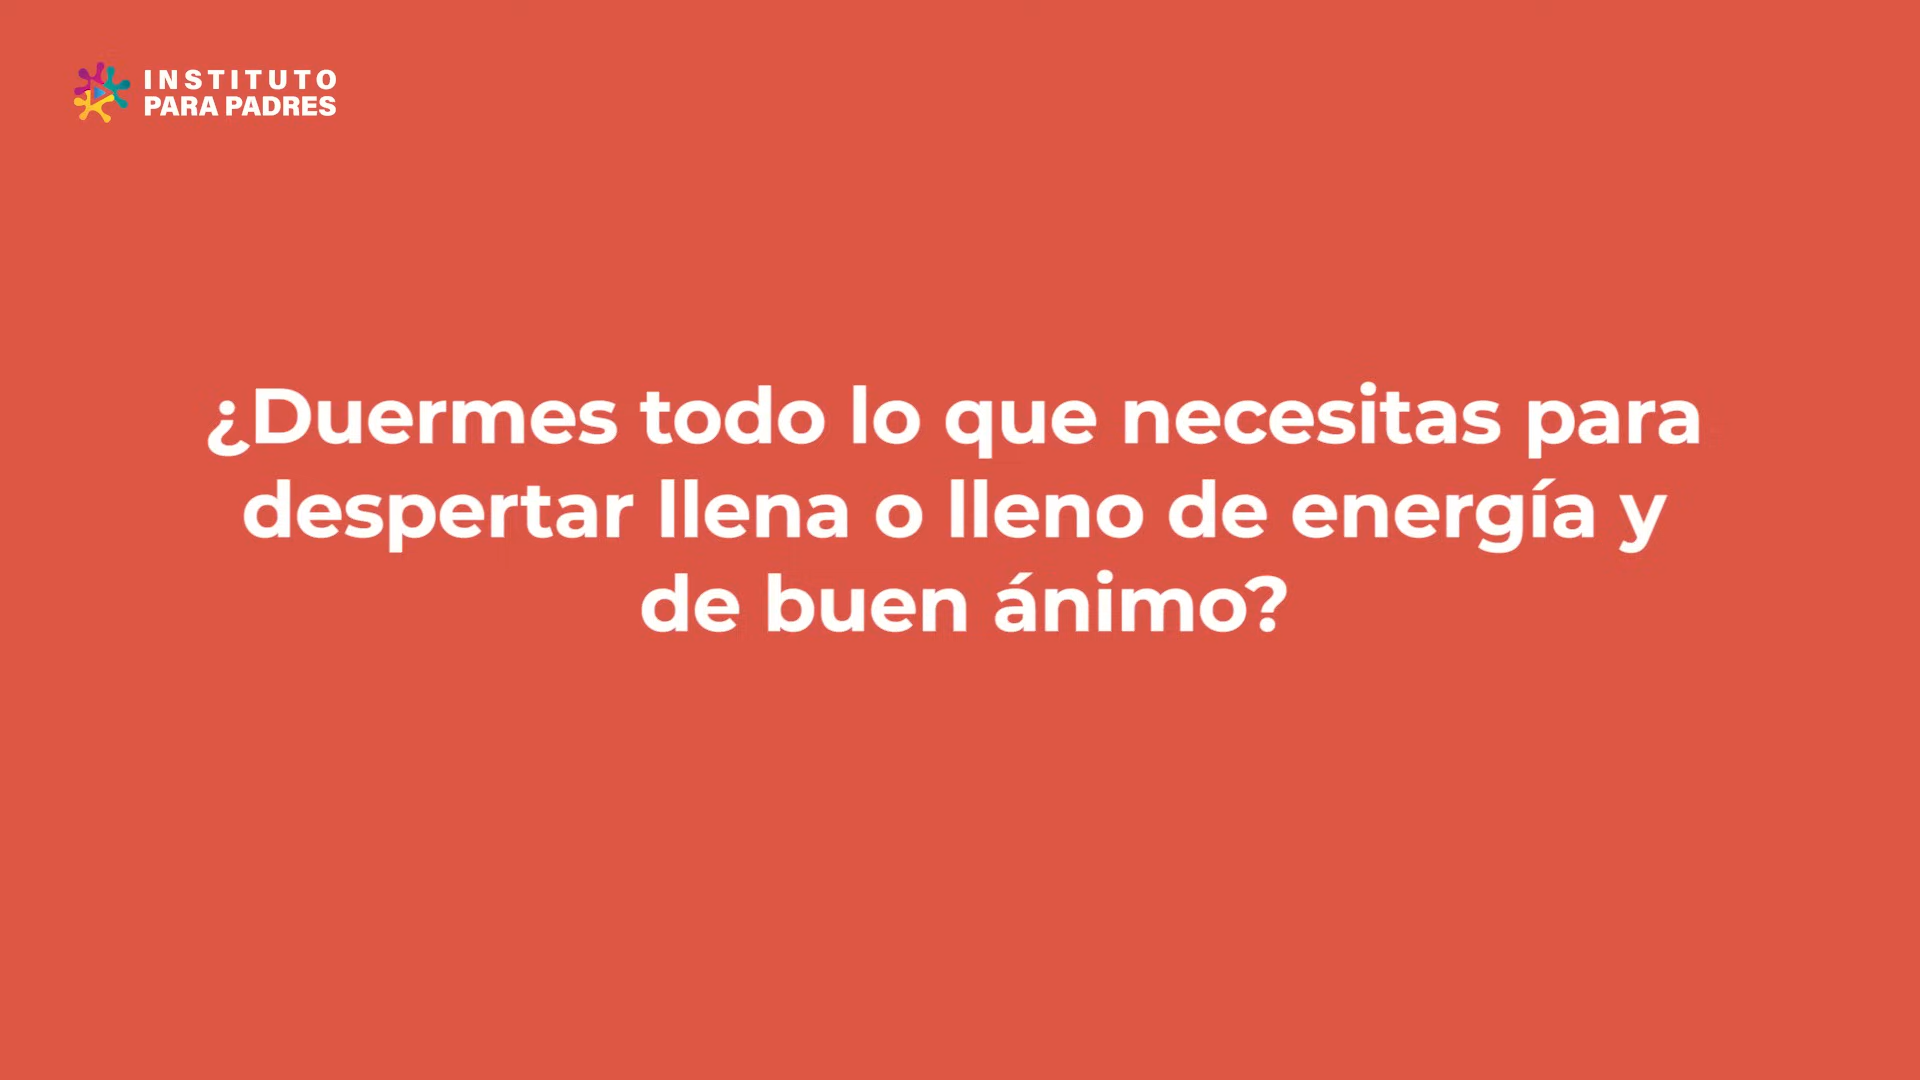 INSTITUTO
PARA PADRES
¿Duermes todo lo que necesitas para
despertar llena o lleno de energía y
de buen ánimo?